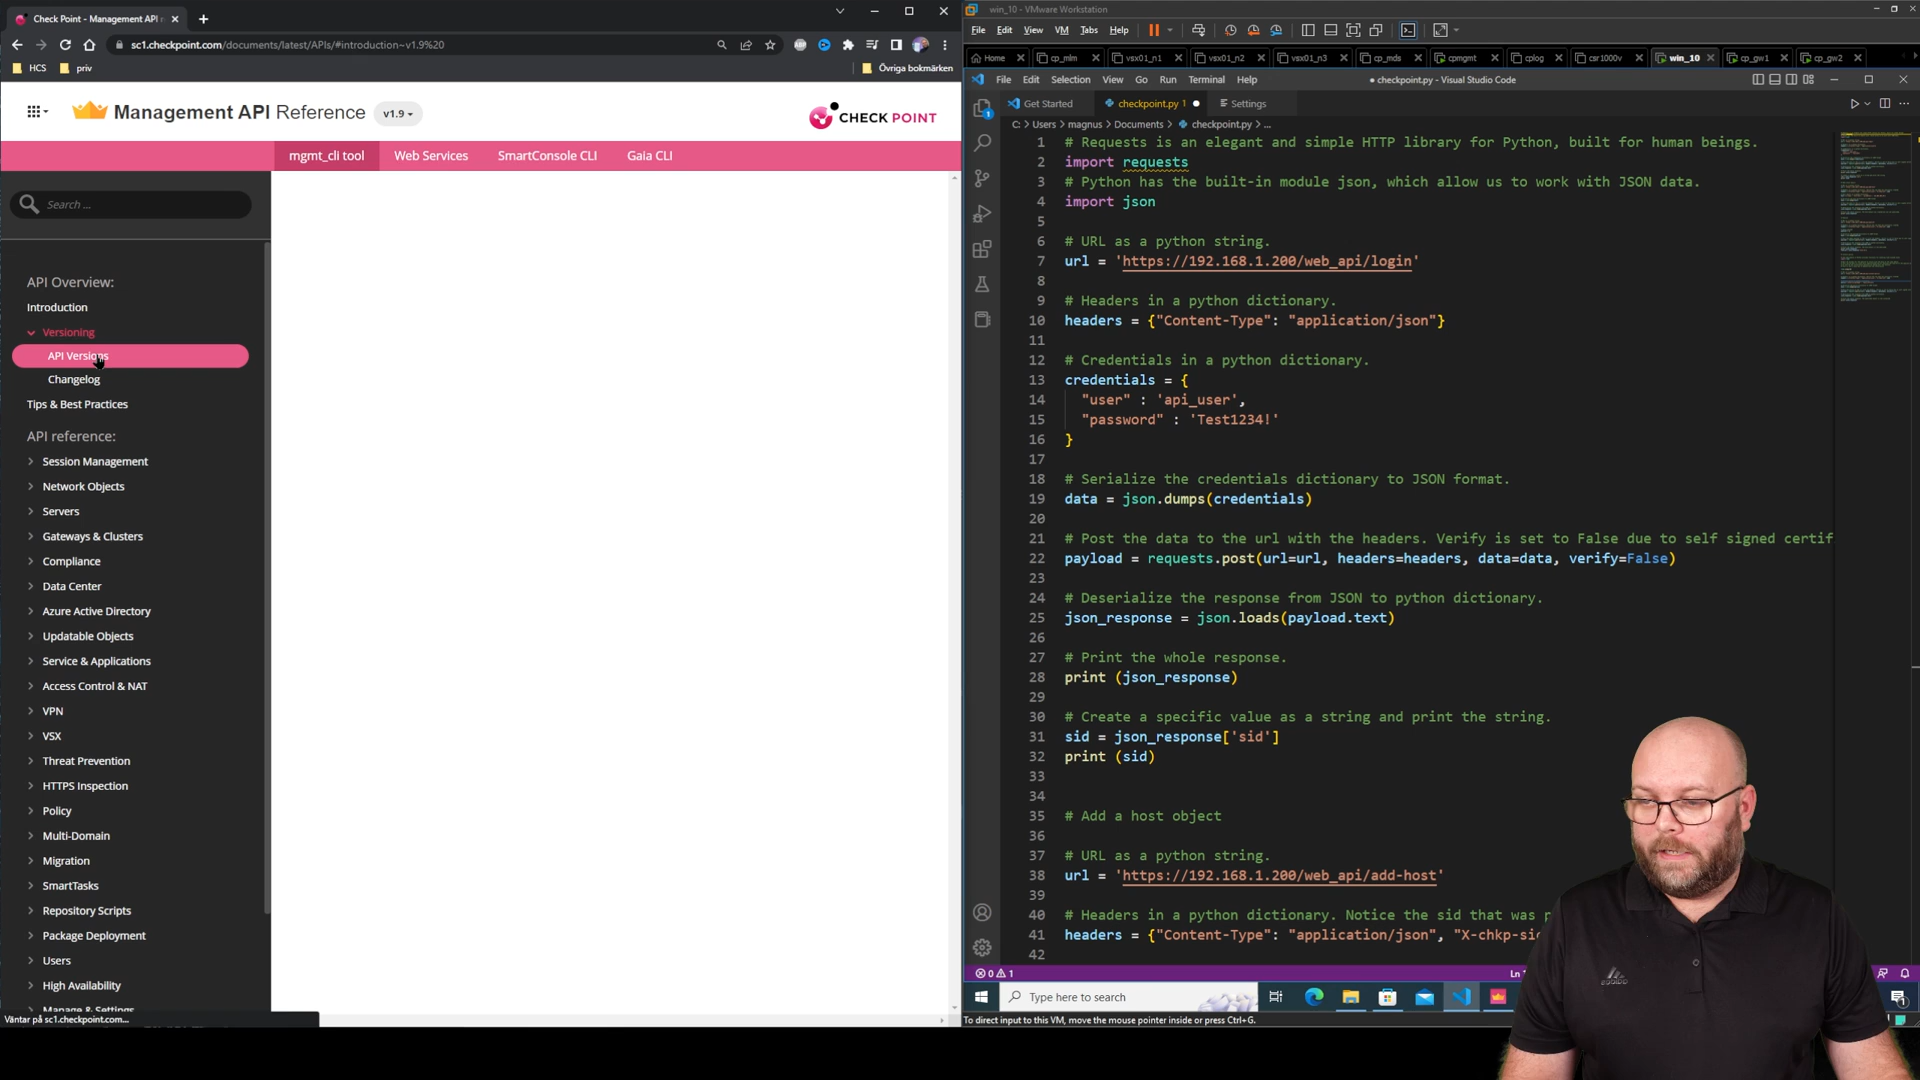 Check Point - Management API r
sc1.checkpoint.com/documents/latest/APIs/#introduction~v1.9%20
HCS
priv
Övriga bokmärken
Management API Reference
v1.9
CHECK POINT
mgmt_cli tool
Web Services
SmartConsole CLI
Gaia CLI
Search ...
API Overview:
Introduction
Versioning
API Versions
Changelog
Tips & Best Practices
API reference:
Session Management
Network Objects
Servers
Gateways & Clusters
Compliance
Data Center
Azure Active Directory
Updatable Objects
Service & Applications
Access Control & NAT
VPN
VSX
Threat Prevention
HTTPS Inspection
Policy
Multi-Domain
Migration
SmartTasks
Repository Scripts
Package Deployment
Users
High Availability
Manage & Settings
Väntar på sc1.checkpoint.com...
win_10 - VMware Workstation
File Edit View VM Tabs Help
Home cp_mlm vsx01_n1 vsx01_n2 vsx01_n3 cp_mds cpmgmt cplog csr1000v win_10 cp_gw1 cp_gw2
File Edit Selection View Go Run Terminal Help
● checkpoint.py - Visual Studio Code
Get Started
checkpoint.py 1
Settings
C: > Users > magnus > Documents > checkpoint.py > ...
1 # Requests is an elegant and simple HTTP library for Python, built for human beings.
2 import requests
3 # Python has the built-in module json, which allow us to work with JSON data.
4 import json
5
6 # URL as a python string.
7 url = 'https://192.168.1.200/web_api/login'
8
9 # Headers in a python dictionary.
10 headers = {"Content-Type": "application/json"}
11
12 # Credentials in a python dictionary.
13 credentials = {
14 "user" : 'api_user',
15 "password" : 'Test1234!'
16 }
17
18 # Serialize the credentials dictionary to JSON format.
19 data = json.dumps(credentials)
20
21 # Post the data to the url with the headers. Verify is set to False due to self signed certif
22 payload = requests.post(url=url, headers=headers, data=data, verify=False)
23
24 # Deserialize the response from JSON to python dictionary.
25 json_response = json.loads(payload.text)
26
27 # Print the whole response.
28 print (json_response)
29
30 # Create a specific value as a string and print the string.
31 sid = json_response['sid']
32 print (sid)
33
34
35 # Add a host object
36
37 # URL as a python string.
38 url = 'https://192.168.1.200/web_api/add-host'
39
40 # Headers in a python dictionary. Notice the sid that was p
41 headers = {"Content-Type": "application/json", "X-chkp-si
42
0 1
Ln
Type here to search
To direct input to this VM, move the mouse pointer inside or press Ctrl+G.